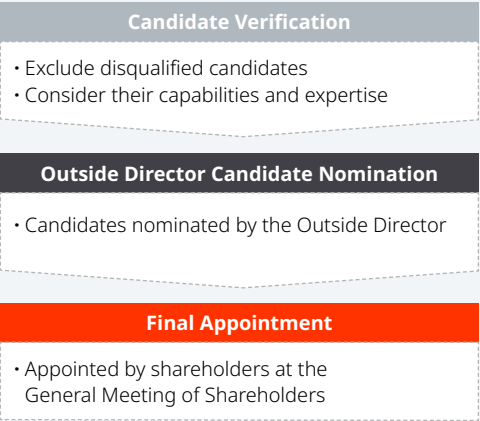 Candidate Verification
・Exclude disqualified candidates
・Consider their capabilities and expertise
Outside Director Candidate Nomination
・Candidates nominated by the Outside Director
Final Appointment
・Appointed by shareholders at the
General Meeting of Shareholders